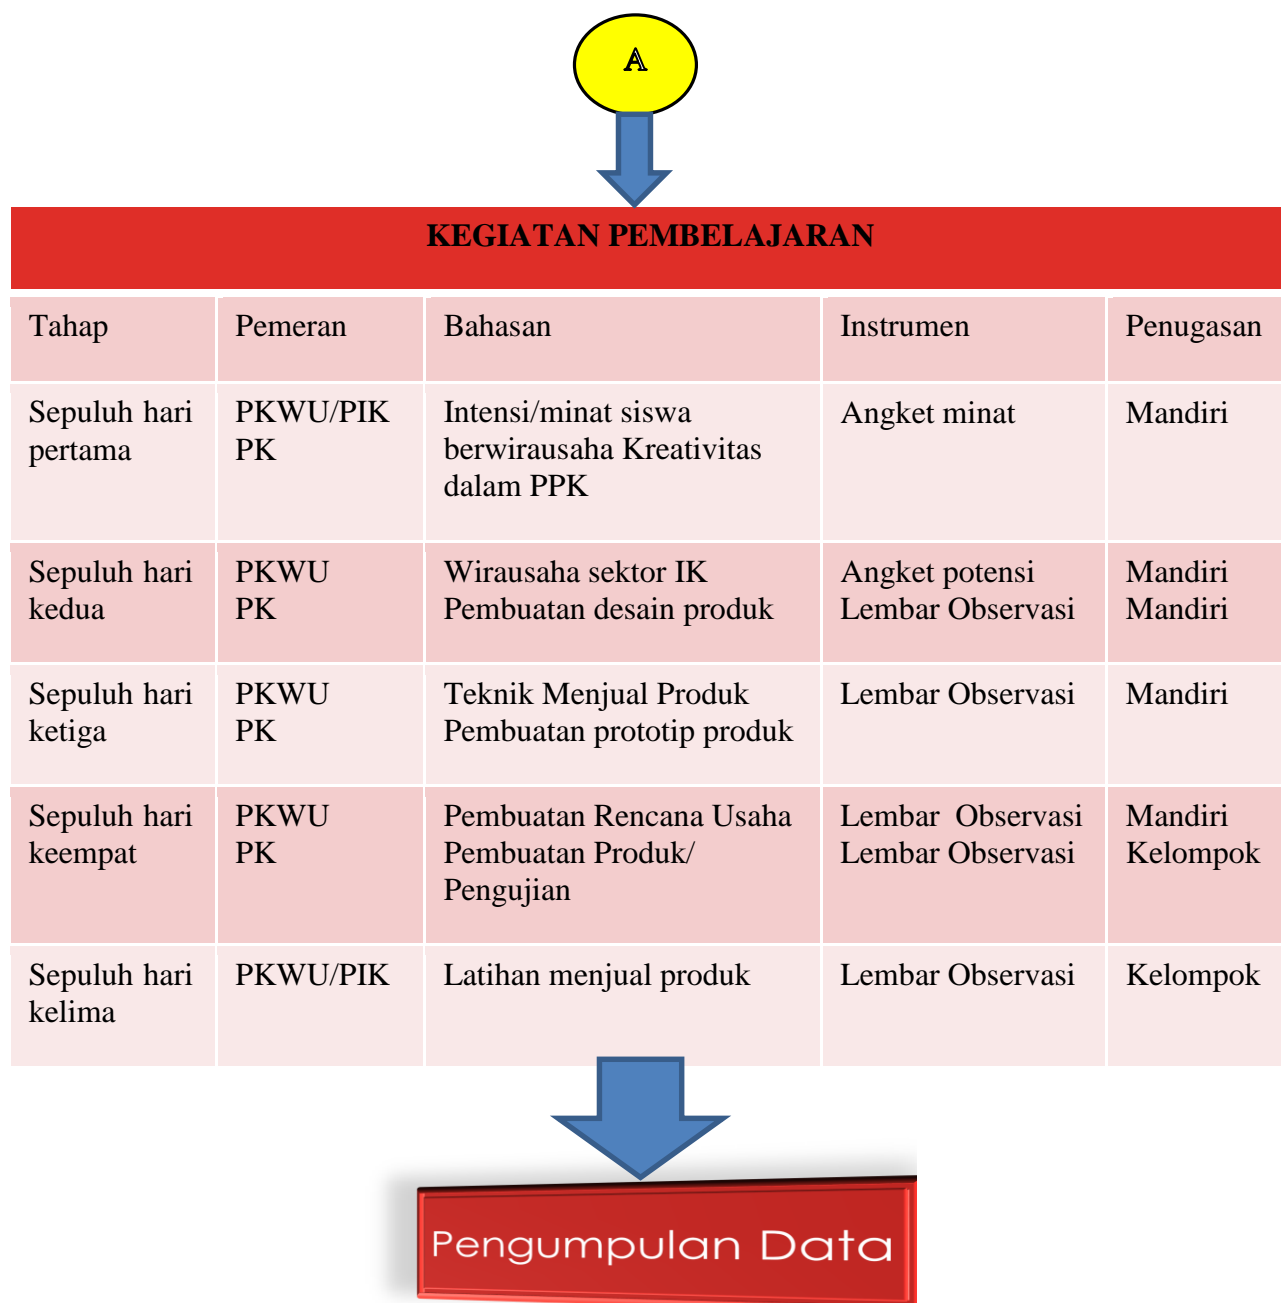 A
KEGIATAN PEMBELAJARAN
Tahap Pemeran Bahasan Instrumen Penugasan
Sepuluh hari PKWU/PIK Intensi/minat siswa Angket minat Mandiri
pertama PK berwirausaha Kreativitas
dalam PPK
Sepuluh hari PKWU Wirausaha sektor IK Angket potensi Mandiri
kedua PK Pembuatan desain produk Lembar Observasi Mandiri
Sepuluh hari PKWU Teknik Menjual Produk Lembar Observasi Mandiri
ketiga PK Pembuatan prototip produk
Sepuluh hari PKWU Pembuatan Rencana Usaha Lembar Observasi Mandiri
keempat PK Pembuatan Produk/ Lembar Observasi Kelompok
Pengujian
Sepuluh hari PKWU/PIK Latihan menjual produk Lembar Observasi Kelompok
kelima
Pengumpulan Data